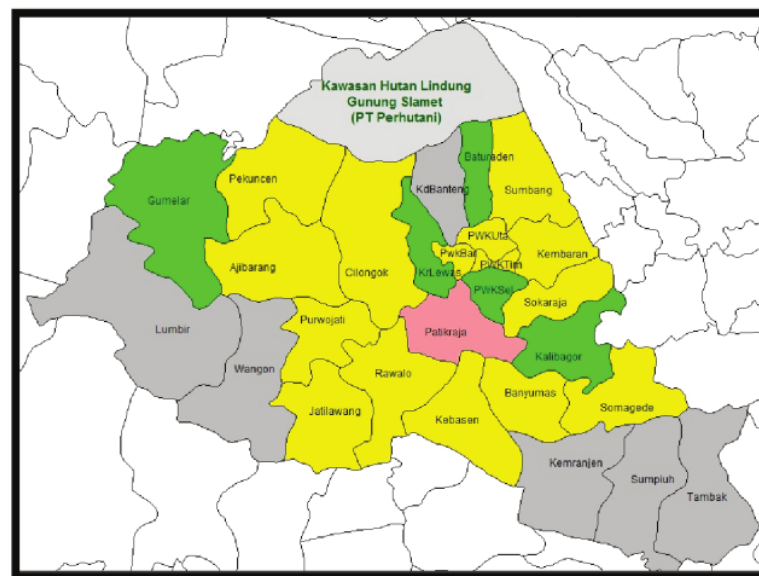 Kawasan Hutan Lindung
Gunung Slamet
(PT Perhutani)
Baturaden
Pekuncen
KdBanteng
Sumbang
Gumelar
PWKUta
PwkBar
Kembaran
Ajibarang
Cilongok
KrLewas
PWKTim
PWKSel
Sokaraja
Lumbir
Purwojati
Patikraja
Kalibagor
Wangon
Rawalo
Banyumas
Jatilawang
Kebasen
Somagede
Kemranjen
Sumpiuh
Tambak